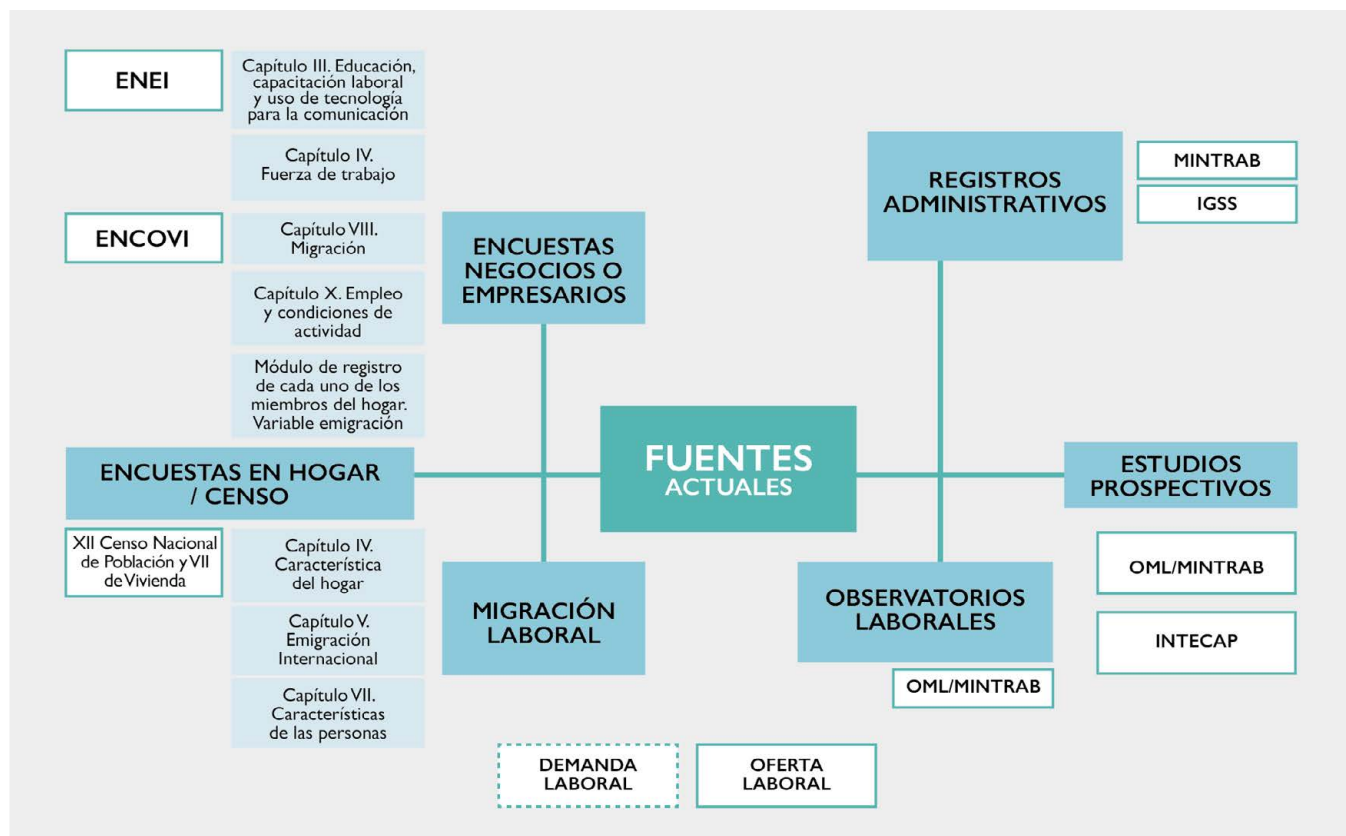 ENEI
Capítulo III. Educación,
capacitación laboral
y uso de tecnología
para la comunicación
Capítulo IV.
Fuerza de trabajo
ENCOVI
Capítulo VIII.
Migración
Capítulo X. Empleo
y condiciones de
actividad
Módulo de registro
de cada uno de los
miembros del hogar.
Variable emigración
ENCUESTAS EN HOGAR
/ CENSO
XII Censo Nacional
de Población y VII
de Vivienda
Capítulo IV.
Característica
del hogar
Capítulo V.
Emigración
Internacional
Capítulo VII.
Características
de las personas
ENCUESTAS
NEGOCIOS O
EMPRESARIOS
MIGRACIÓN
LABORAL
FUENTES
ACTUALES
REGISTROS
ADMINISTRATIVOS
MINTRAB
IGSS
ESTUDIOS
PROSPECTIVOS
OML/MINTRAB
INTECAP
OBSERVATORIOS
LABORALES
OML/MINTRAB
DEMANDA
LABORAL
OFERTA
LABORAL